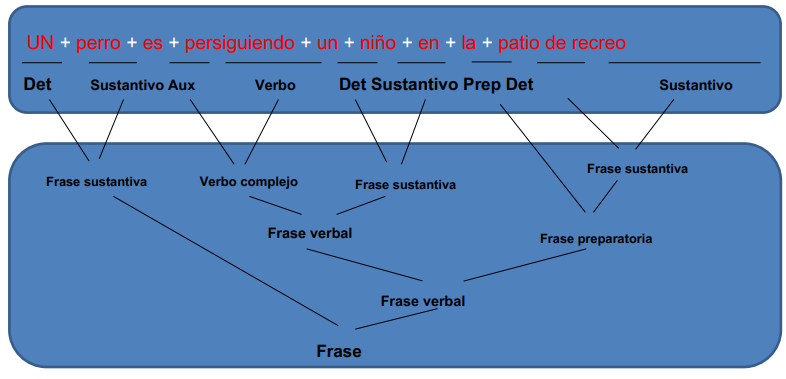 UN + perro + es + persiguiendo + un + niño + en + la + patio de recreo
Det Sustantivo Aux Verbo Det Sustantivo Prep Det Sustantivo
Frase sustantiva Verbo complejo Frase sustantiva Frase sustantiva
Frase verbal Frase preparatoria
Frase verbal
Frase